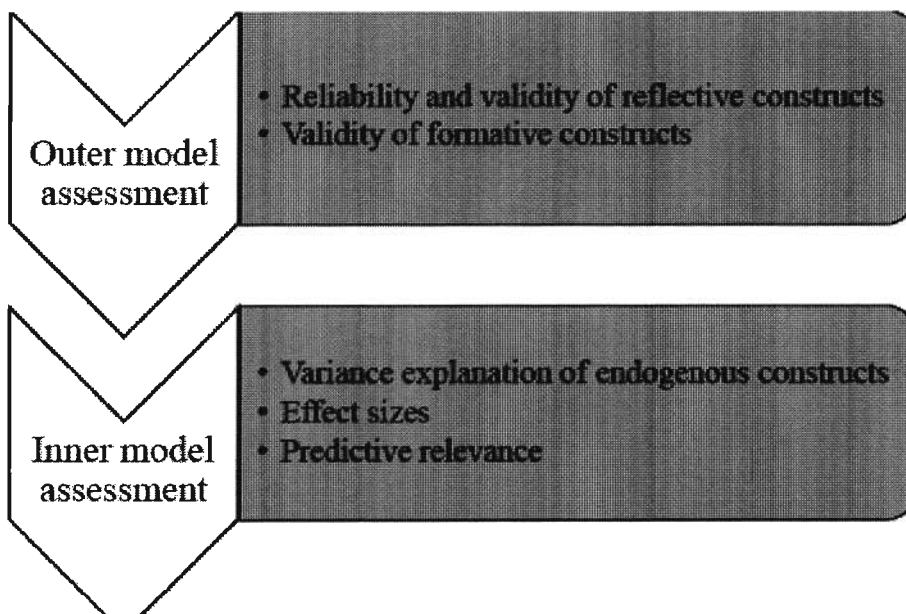 Outer model
assessment
• Reliability and validity of reflective constructs
• Validity of formative constructs
Inner model
assessment
• Variance explanation of endogenous constructs
• Effect sizes
• Predictive relevance